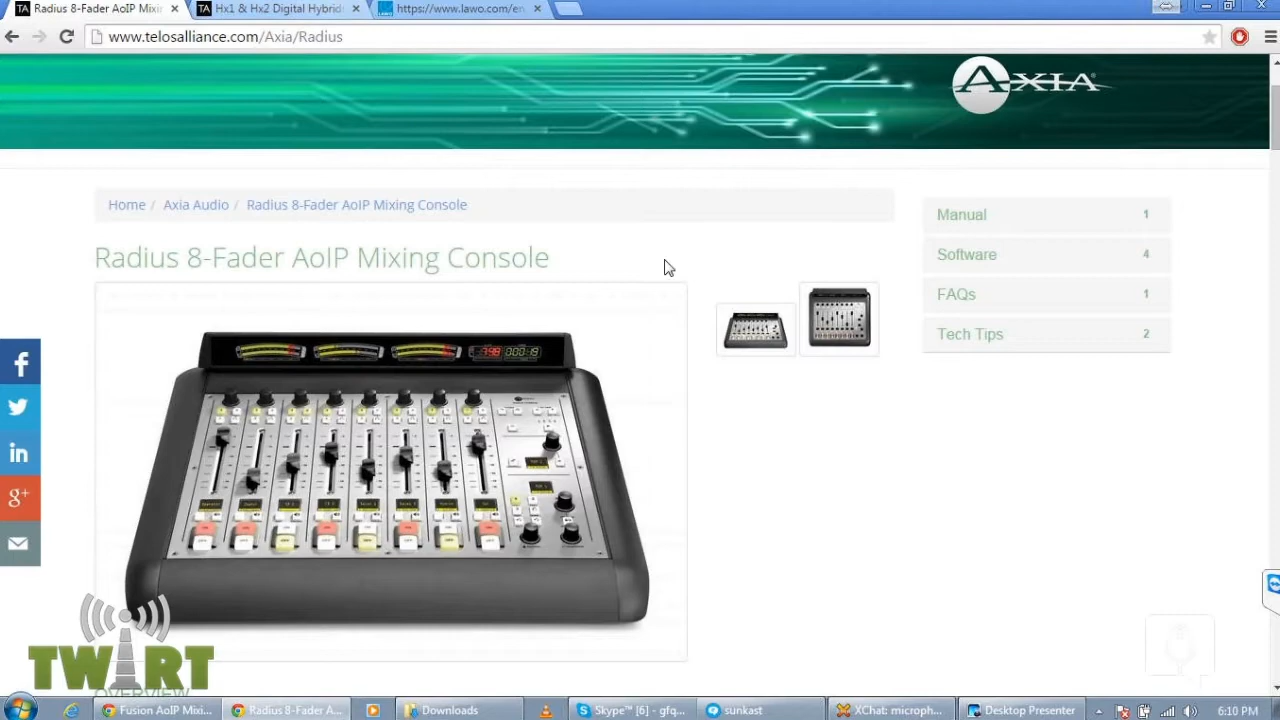 Radius 8-Fader AoIP Mixin
Hx1 & Hx2 Digital Hybrid
https://www.lawo.com/en
www.telosalliance.com/Axia/Radius
AXIA
Home / Axia Audio / Radius 8-Fader AoIP Mixing Console
Radius 8-Fader AoIP Mixing Console
Manual 1
Software 4
FAQs 1
Tech Tips 2
TWiRT
OVERVIEW
Fusion AoIP Mixi...
Radius 8-Fader A...
Downloads
Skype™ [6] - gfq...
sunkast
XChat: microph...
Desktop Presenter
6:10 PM